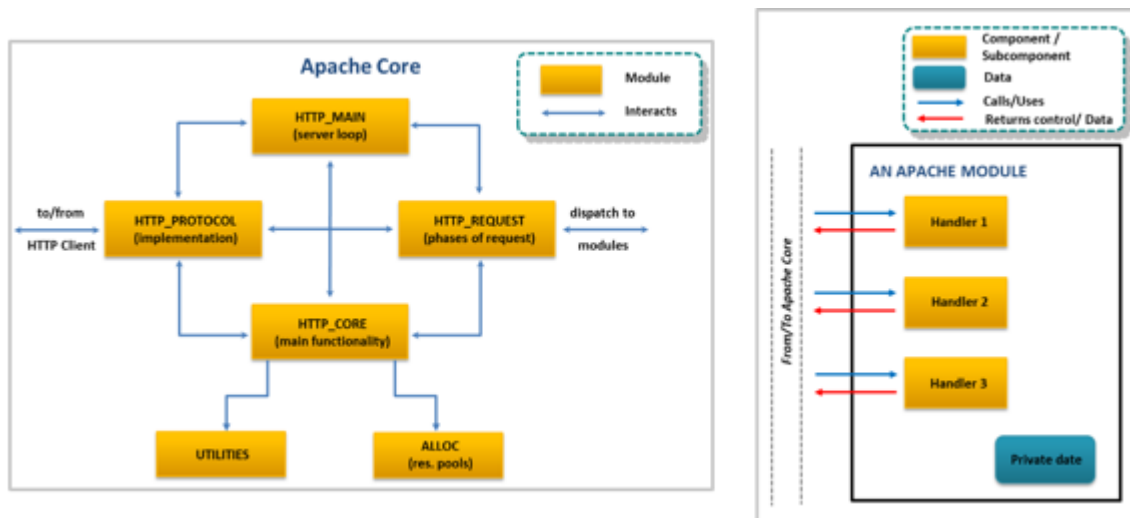 Apache Core
Module
Interacts
HTTP_MAIN
(server loop)
to/from
HTTP Client
HTTP_PROTOCOL
(implementation)
HTTP_REQUEST
(phases of request)
dispatch to
modules
HTTP_CORE
(main functionality)
UTILITIES
ALLOC
(res. pools)
Component /
Subcomponent
Data
Calls/Uses
Returns control/ Data
AN APACHE MODULE
From/To Apache Core
Handler 1
Handler 2
Handler 3
Private date